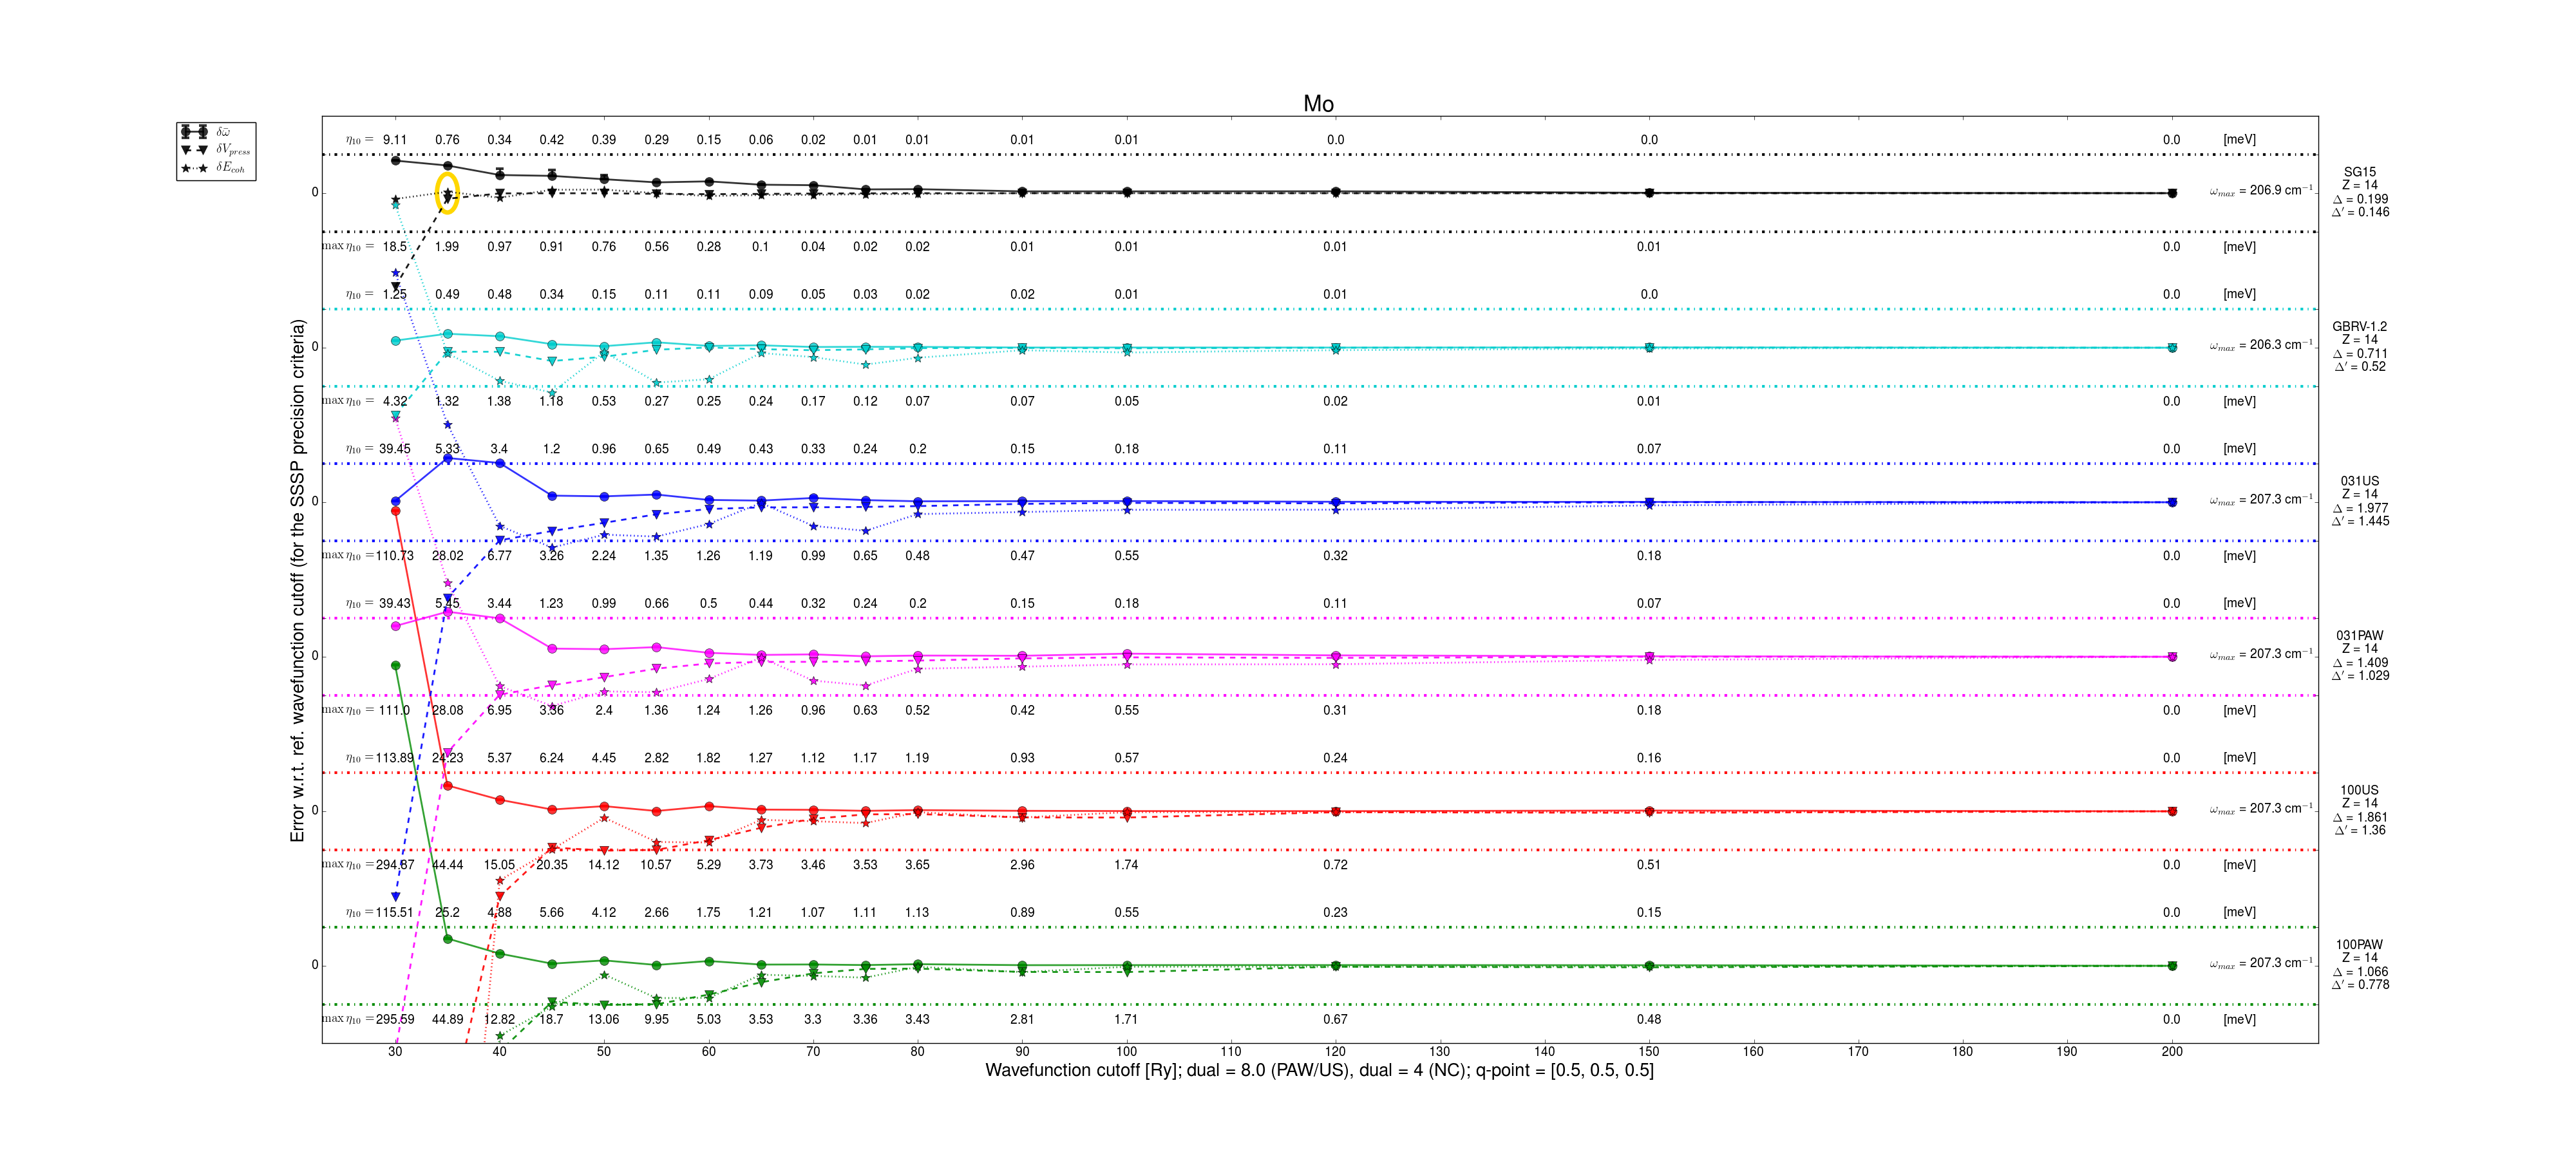 Mo
δω̄
δV_press
δE_coh
Error w.r.t. ref. wavefunction cutoff (for the SSSP precision criteria)
η₁₀ = 9.11 0.76 0.34 0.42 0.39 0.29 0.15 0.06 0.02 0.01 0.01 0.01 0.01 0.0 0.0 0.0 [meV]
0 ω_max = 206.9 cm⁻¹
SG15
Z = 14
Δ = 0.199
Δ′ = 0.146
max η₁₀ = 18.5 1.99 0.97 0.91 0.76 0.56 0.28 0.1 0.04 0.02 0.02 0.01 0.01 0.01 0.01 0.0 [meV]
η₁₀ = 1.25 0.49 0.48 0.34 0.15 0.11 0.11 0.09 0.05 0.03 0.02 0.02 0.01 0.01 0.0 0.0 [meV]
0 ω_max = 206.3 cm⁻¹
GBRV-1.2
Z = 14
Δ = 0.711
Δ′ = 0.52
max η₁₀ = 4.32 1.32 1.38 1.18 0.53 0.27 0.25 0.24 0.17 0.12 0.07 0.07 0.05 0.02 0.01 0.0 [meV]
η₁₀ = 39.45 5.33 3.4 1.2 0.96 0.65 0.49 0.43 0.33 0.24 0.2 0.15 0.18 0.11 0.07 0.0 [meV]
0 ω_max = 207.3 cm⁻¹
031US
Z = 14
Δ = 1.977
Δ′ = 1.445
max η₁₀ = 110.73 28.02 6.77 3.26 2.24 1.35 1.26 1.19 0.99 0.65 0.48 0.47 0.55 0.32 0.18 0.0 [meV]
η₁₀ = 39.43 5.45 3.44 1.23 0.99 0.66 0.5 0.44 0.32 0.24 0.2 0.15 0.18 0.11 0.07 0.0 [meV]
0 ω_max = 207.3 cm⁻¹
031PAW
Z = 14
Δ = 1.409
Δ′ = 1.029
max η₁₀ = 111.0 28.08 6.95 3.36 2.4 1.36 1.24 1.26 0.96 0.63 0.52 0.42 0.55 0.31 0.18 0.0 [meV]
η₁₀ = 113.89 24.23 5.37 6.24 4.45 2.82 1.82 1.27 1.12 1.17 1.19 0.93 0.57 0.24 0.16 0.0 [meV]
0 ω_max = 207.3 cm⁻¹
100US
Z = 14
Δ = 1.861
Δ′ = 1.36
max η₁₀ = 294.87 44.44 15.05 20.35 14.12 10.57 5.29 3.73 3.46 3.53 3.65 2.96 1.74 0.72 0.51 0.0 [meV]
η₁₀ = 115.51 25.2 4.88 5.66 4.12 2.66 1.75 1.21 1.07 1.11 1.13 0.89 0.55 0.23 0.15 0.0 [meV]
0 ω_max = 207.3 cm⁻¹
100PAW
Z = 14
Δ = 1.066
Δ′ = 0.778
max η₁₀ = 295.59 44.89 12.82 18.7 13.06 9.95 5.03 3.53 3.3 3.36 3.43 2.81 1.71 0.67 0.48 0.0 [meV]
30 40 50 60 70 80 90 100 110 120 130 140 150 160 170 180 190 200
Wavefunction cutoff [Ry]; dual = 8.0 (PAW/US), dual = 4 (NC); q-point = [0.5, 0.5, 0.5]